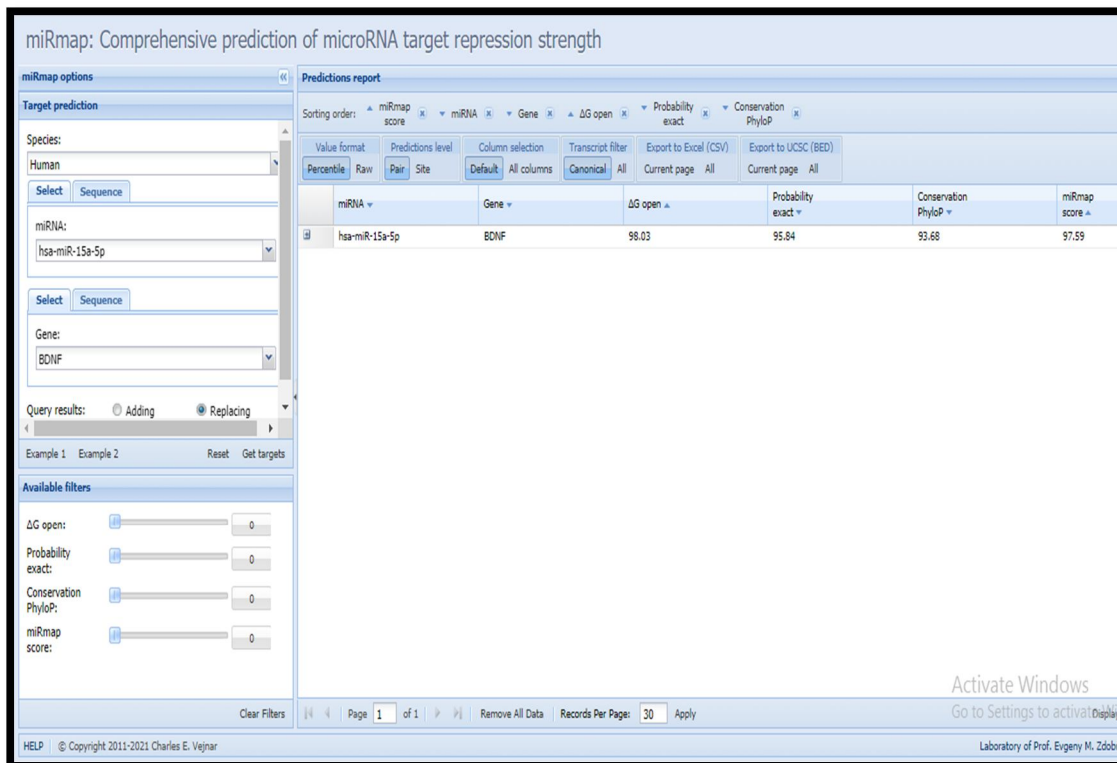 miRmap: Comprehensive prediction of microRNA target repression strength
miRmap options
Target prediction
Species:
Human
Select Sequence
miRNA:
hsa-miR-15a-5p
Select Sequence
Gene:
BDNF
Query results: Adding Replacing
Example 1 Example 2 Reset Get targets
Available filters
ΔG open: 0
Probability
exact: 0
Conservation
PhyloP: 0
miRmap
score: 0
Clear Filters
Predictions report
Sorting order: miRmap score miRNA Gene ΔG open Probability exact Conservation PhyloP
Value format Predictions level Column selection Transcript filter Export to Excel (CSV) Export to UCSC (BED)
Percentile Raw Pair Site Default All columns Canonical All Current page All Current page All
miRNA Gene ΔG open Probability exact Conservation PhyloP miRmap score
hsa-miR-15a-5p BDNF 98.03 95.84 93.68 97.59
Activate Windows
Go to Settings to activate
Page 1 of 1 Remove All Data Records Per Page: 30 Apply
HELP © Copyright 2011-2021 Charles E. Vejnar
Laboratory of Prof. Evgeny M. Zdob